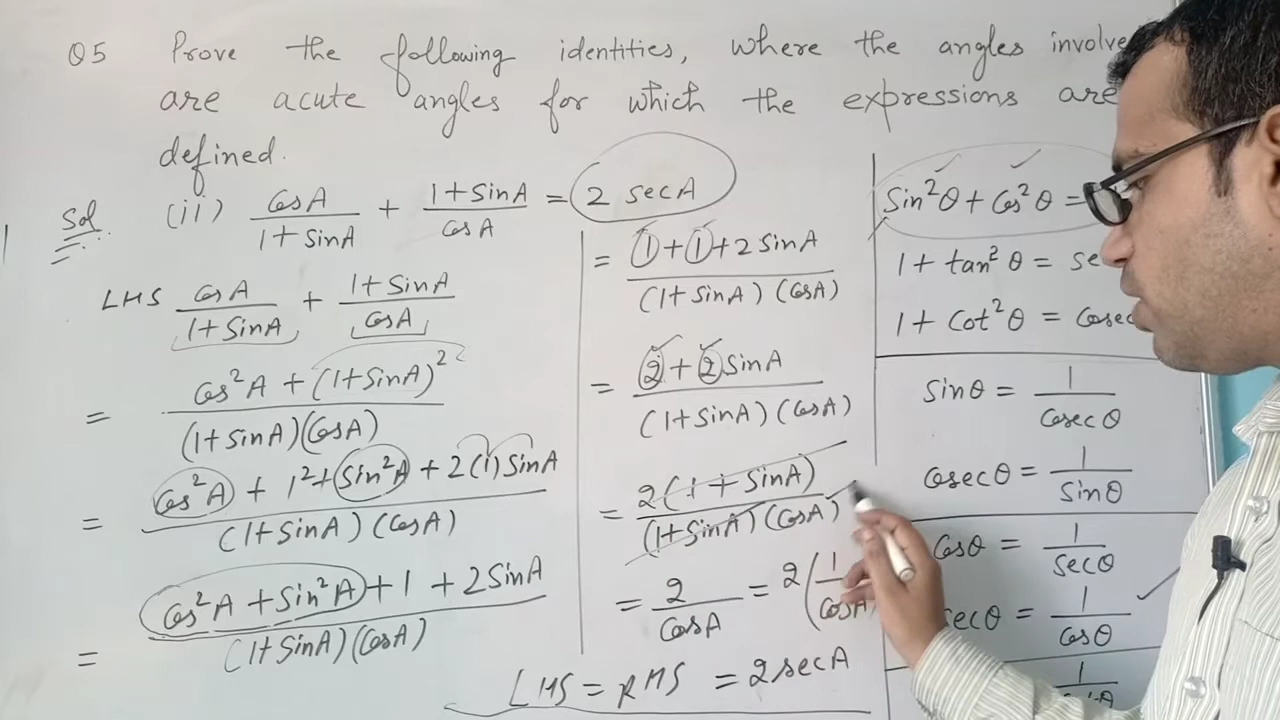 Q5 Prove the following identities, where the angles involve
are acute angles for which the expressions are
defined.
Sol (ii) cosA/(1+sinA) + (1+sinA)/cosA = 2 secA
LHS cosA/(1+sinA) + (1+sinA)/cosA
= (cos²A + (1+sinA)²)/((1+sinA)(cosA))
= (cos²A + 1² + sin²A + 2(1)sinA)/((1+sinA)(cosA))
= (cos²A + sin²A + 1 + 2sinA)/((1+sinA)(cosA))
= (1+1+2sinA)/((1+sinA)(cosA))
= (2+2sinA)/((1+sinA)(cosA))
= 2(1+sinA)/((1+sinA)(cosA))
= 2/cosA = 2(1/cosA
LHS = RHS = 2secA
Sin²θ + Cos²θ =
1 + tan²θ = se
1 + Cot²θ = cosec
Sinθ = 1/cosecθ
cosecθ = 1/sinθ
Cosθ = 1/secθ
secθ = 1/cosθ